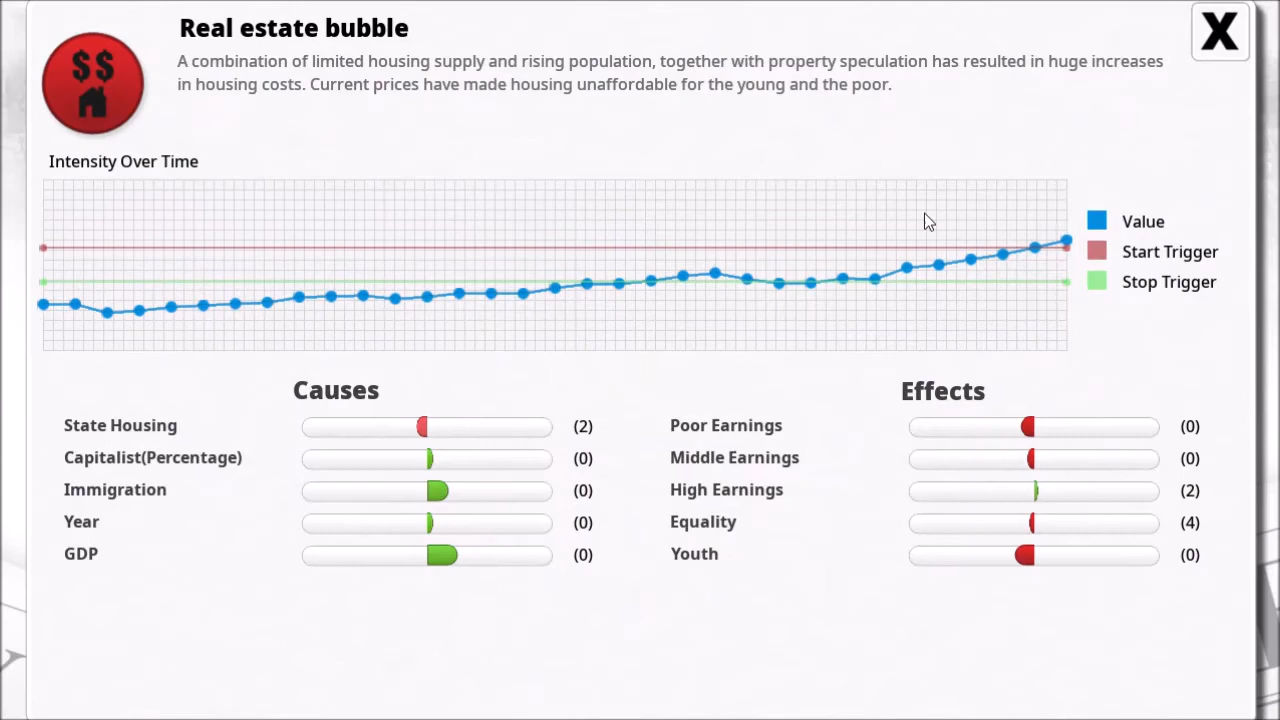 Real estate bubble
X
A combination of limited housing supply and rising population, together with property speculation has resulted in huge increases
in housing costs. Current prices have made housing unaffordable for the young and the poor.
$ $
Intensity Over Time
Value
Start Trigger
Stop Trigger
Causes
State Housing (2)
Capitalist(Percentage) (0)
Immigration (0)
Year (0)
GDP (0)
Effects
Poor Earnings (0)
Middle Earnings (0)
High Earnings (2)
Equality (4)
Youth (0)